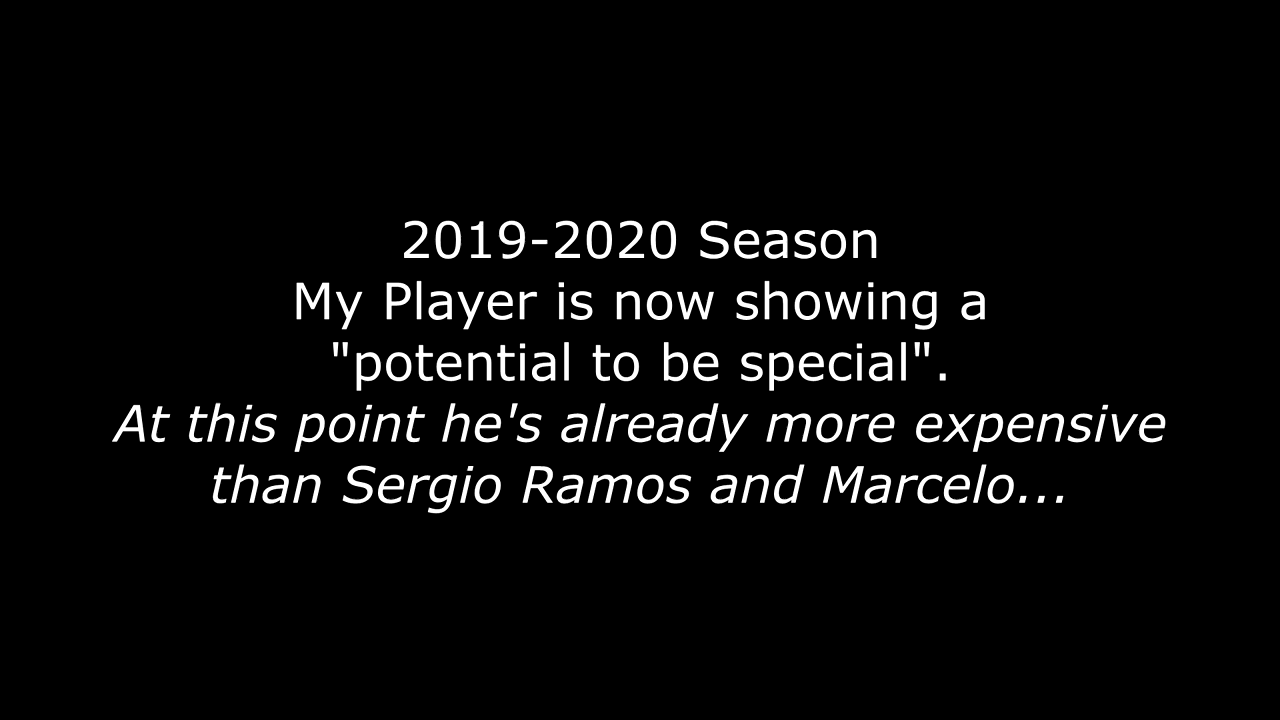 2019-2020 Season
My Player is now showing a
"potential to be special".
At this point he's already more expensive
than Sergio Ramos and Marcelo...